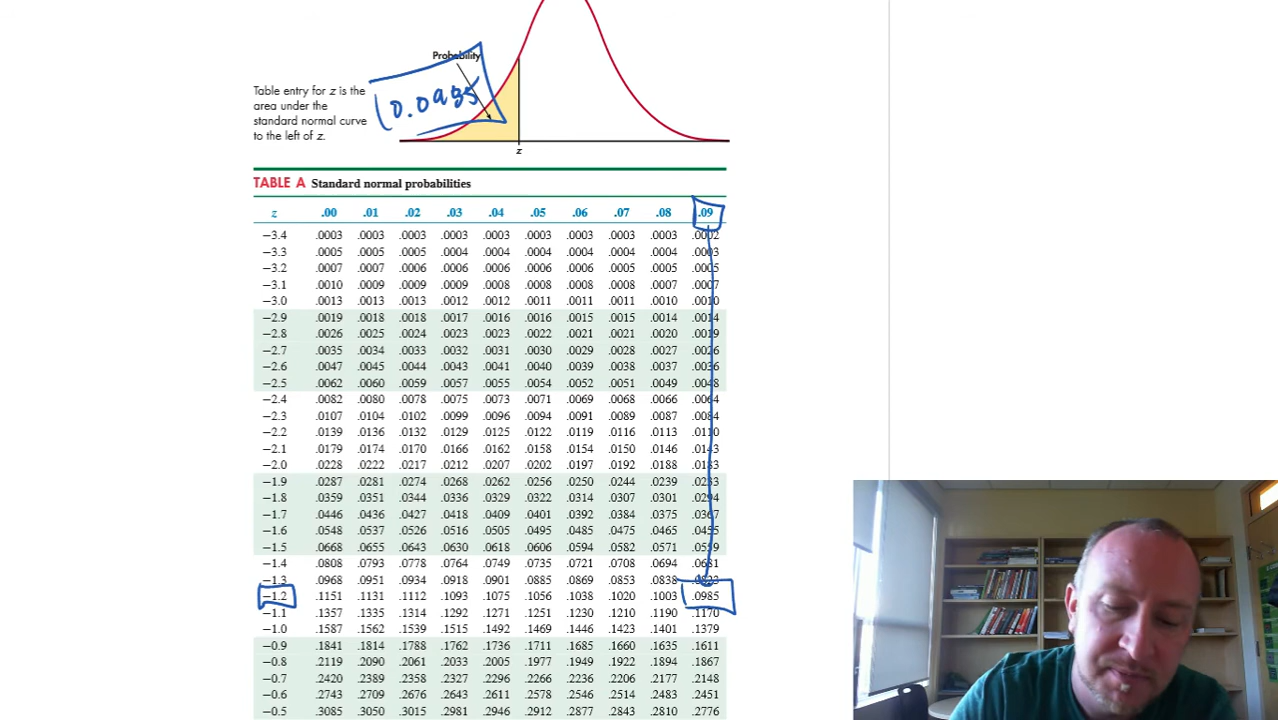 Probability
0.0985
Table entry for z is the
area under the
standard normal curve
to the left of z.
z
TABLE A Standard normal probabilities
z .00 .01 .02 .03 .04 .05 .06 .07 .08 .09
−3.4 .0003 .0003 .0003 .0003 .0003 .0003 .0003 .0003 .0003 .0002
−3.3 .0005 .0005 .0005 .0004 .0004 .0004 .0004 .0004 .0004 .0003
−3.2 .0007 .0007 .0006 .0006 .0006 .0006 .0006 .0005 .0005 .0005
−3.1 .0010 .0009 .0009 .0009 .0008 .0008 .0008 .0008 .0007 .0007
−3.0 .0013 .0013 .0013 .0012 .0012 .0011 .0011 .0011 .0010 .0010
−2.9 .0019 .0018 .0018 .0017 .0016 .0016 .0015 .0015 .0014 .0014
−2.8 .0026 .0025 .0024 .0023 .0023 .0022 .0021 .0021 .0020 .0019
−2.7 .0035 .0034 .0033 .0032 .0031 .0030 .0029 .0028 .0027 .0026
−2.6 .0047 .0045 .0044 .0043 .0041 .0040 .0039 .0038 .0037 .0036
−2.5 .0062 .0060 .0059 .0057 .0055 .0054 .0052 .0051 .0049 .0048
−2.4 .0082 .0080 .0078 .0075 .0073 .0071 .0069 .0068 .0066 .0064
−2.3 .0107 .0104 .0102 .0099 .0096 .0094 .0091 .0089 .0087 .0084
−2.2 .0139 .0136 .0132 .0129 .0125 .0122 .0119 .0116 .0113 .0110
−2.1 .0179 .0174 .0170 .0166 .0162 .0158 .0154 .0150 .0146 .0143
−2.0 .0228 .0222 .0217 .0212 .0207 .0202 .0197 .0192 .0188 .0183
−1.9 .0287 .0281 .0274 .0268 .0262 .0256 .0250 .0244 .0239 .0233
−1.8 .0359 .0351 .0344 .0336 .0329 .0322 .0314 .0307 .0301 .0294
−1.7 .0446 .0436 .0427 .0418 .0409 .0401 .0392 .0384 .0375 .0367
−1.6 .0548 .0537 .0526 .0516 .0505 .0495 .0485 .0475 .0465 .0455
−1.5 .0668 .0655 .0643 .0630 .0618 .0606 .0594 .0582 .0571 .0559
−1.4 .0808 .0793 .0778 .0764 .0749 .0735 .0721 .0708 .0694 .0681
−1.3 .0968 .0951 .0934 .0918 .0901 .0885 .0869 .0853 .0838 .0823
−1.2 .1151 .1131 .1112 .1093 .1075 .1056 .1038 .1020 .1003 .0985
−1.1 .1357 .1335 .1314 .1292 .1271 .1251 .1230 .1210 .1190 .1170
−1.0 .1587 .1562 .1539 .1515 .1492 .1469 .1446 .1423 .1401 .1379
−0.9 .1841 .1814 .1788 .1762 .1736 .1711 .1685 .1660 .1635 .1611
−0.8 .2119 .2090 .2061 .2033 .2005 .1977 .1949 .1922 .1894 .1867
−0.7 .2420 .2389 .2358 .2327 .2296 .2266 .2236 .2206 .2177 .2148
−0.6 .2743 .2709 .2676 .2643 .2611 .2578 .2546 .2514 .2483 .2451
−0.5 .3085 .3050 .3015 .2981 .2946 .2912 .2877 .2843 .2810 .2776